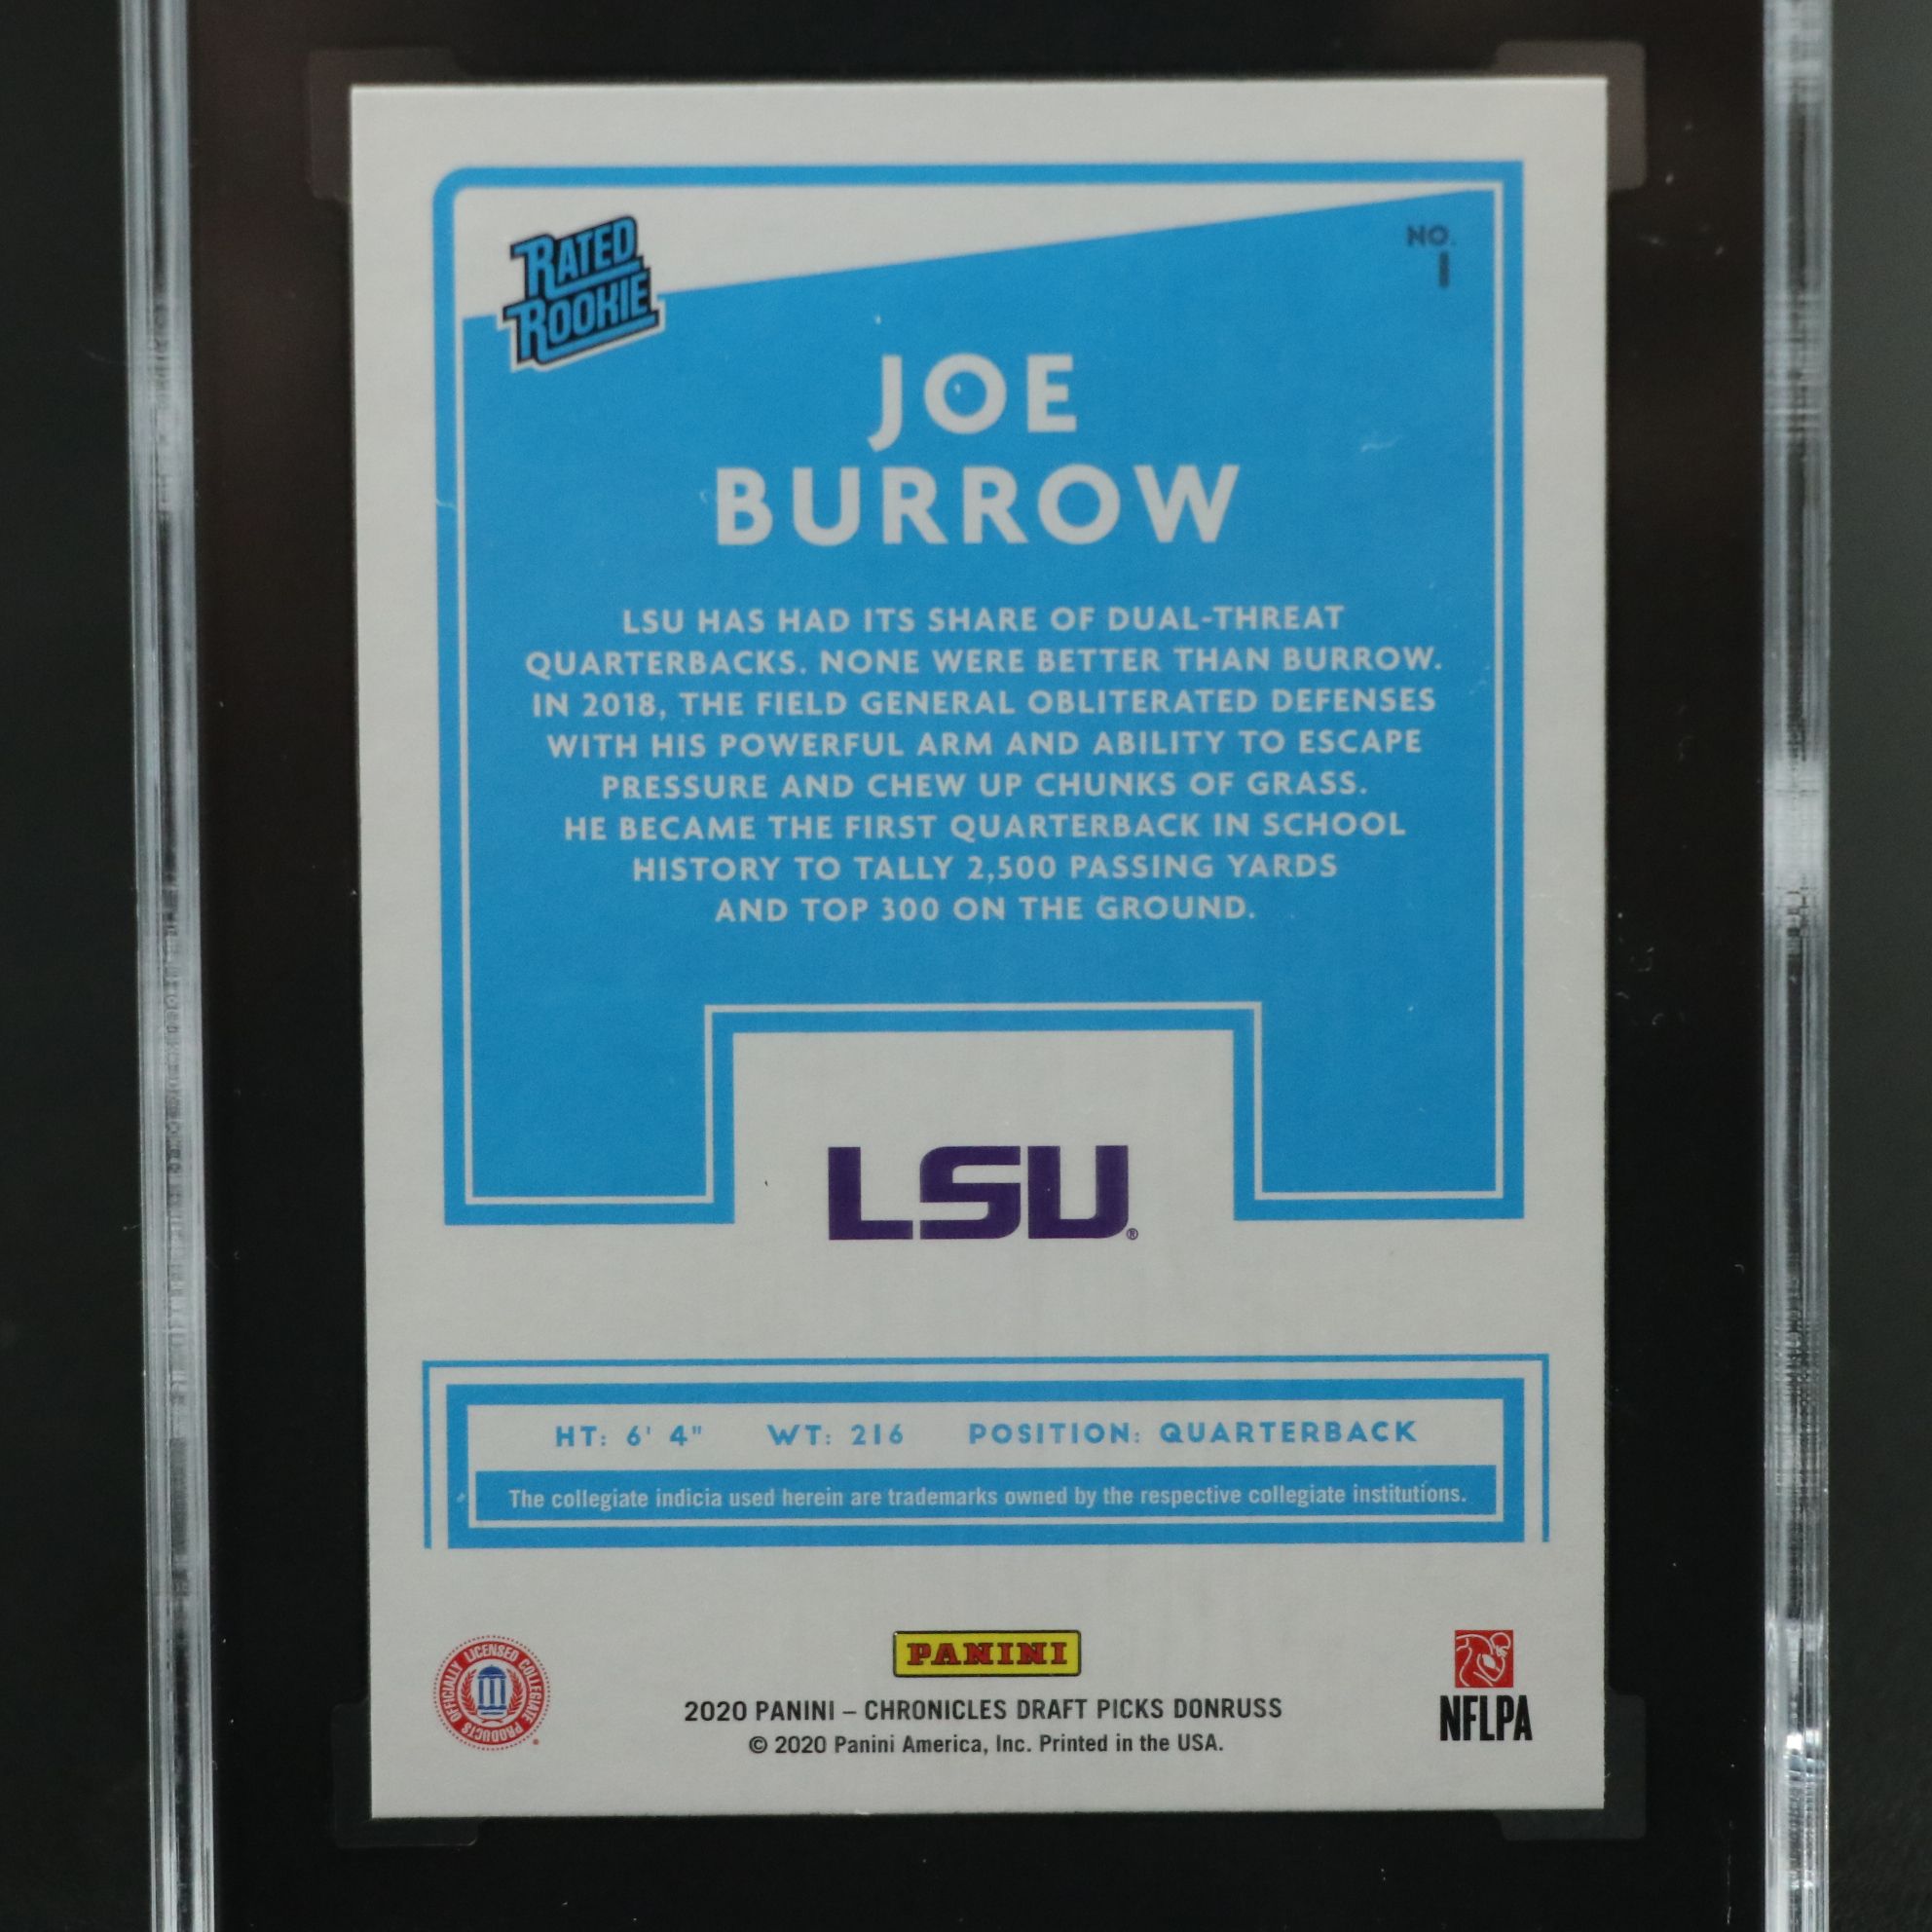 RATED
ROOKIE
NO.
1
JOE
BURROW
LSU HAS HAD ITS SHARE OF DUAL-THREAT
QUARTERBACKS. NONE WERE BETTER THAN BURROW.
IN 2018, THE FIELD GENERAL OBLITERATED DEFENSES
WITH HIS POWERFUL ARM AND ABILITY TO ESCAPE
PRESSURE AND CHEW UP CHUNKS OF GRASS.
HE BECAME THE FIRST QUARTERBACK IN SCHOOL
HISTORY TO TALLY 2,500 PASSING YARDS
AND TOP 300 ON THE GROUND.
LSU®
HT: 6' 4" WT: 216 POSITION: QUARTERBACK
The collegiate indicia used herein are trademarks owned by the respective collegiate institutions.
OFFICIALLY LICENSED COLLEGIATE PRODUCTS
PANINI
2020 PANINI – CHRONICLES DRAFT PICKS DONRUSS
© 2020 Panini America, Inc. Printed in the USA.
NFLPA